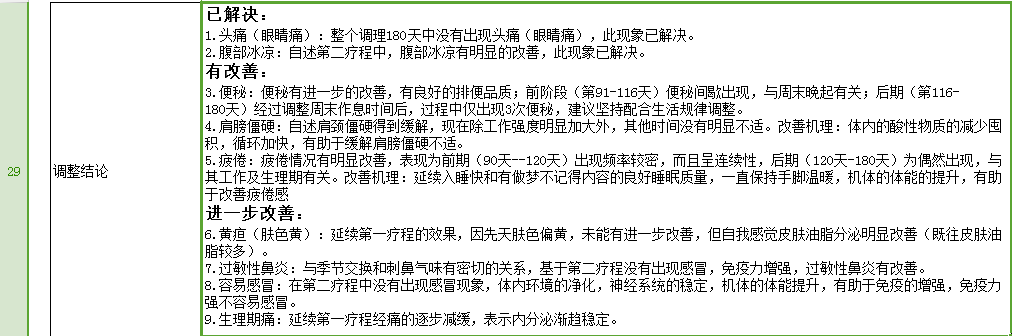 已解决：
1.头痛（眼睛痛）：整个调理180天中没有出现头痛（眼睛痛），此现象已解决。
2.腹部冰凉：自述第二疗程中，腹部冰凉有明显的改善，此现象已解决。
有改善：
3.便秘：便秘有进一步的改善，有良好的排便品质；前阶段（第91-116天）便秘间歇出现，与周末晚起有关；后期（第116-
180天）经过调整周末作息时间后，过程中仅出现3次便秘，建议坚持配合生活规律调整。
4.肩膀僵硬：自述肩颈僵硬得到缓解，现在除工作强度明显加大外，其他时间没有明显不适。改善机理：体内的酸性物质的减少囤
积，循环加快，有助于缓解肩膀僵硬不适。
29
调整结论
5.疲倦：疲倦情况有明显改善，表现为前期（90天--120天）出现频率较密，而且呈连续性，后期（120天-180天）为偶然出现，与
其工作及生理期有关。改善机理：延续入睡快和有做梦不记得内容的良好睡眠质量，一直保持手脚温暖，机体的体能的提升，有助
于改善疲倦感
进一步改善：
6.黄疸（肤色黄）：延续第一疗程的效果，因先天肤色偏黄，未能有进一步改善，但自我感觉皮肤油脂分泌明显改善（既往皮肤油
脂较多）。
7.过敏性鼻炎：与季节交换和刺鼻气味有密切的关系，基于第二疗程没有出现感冒，免疫力增强，过敏性鼻炎有改善。
8.容易感冒：在第二疗程中没有出现感冒现象，体内环境的净化，神经系统的稳定，机体的体能提升，有助于免疫的增强，免疫力
强不容易感冒。
9.生理期痛：延续第一疗程经痛的逐步减缓，表示内分泌渐趋稳定。